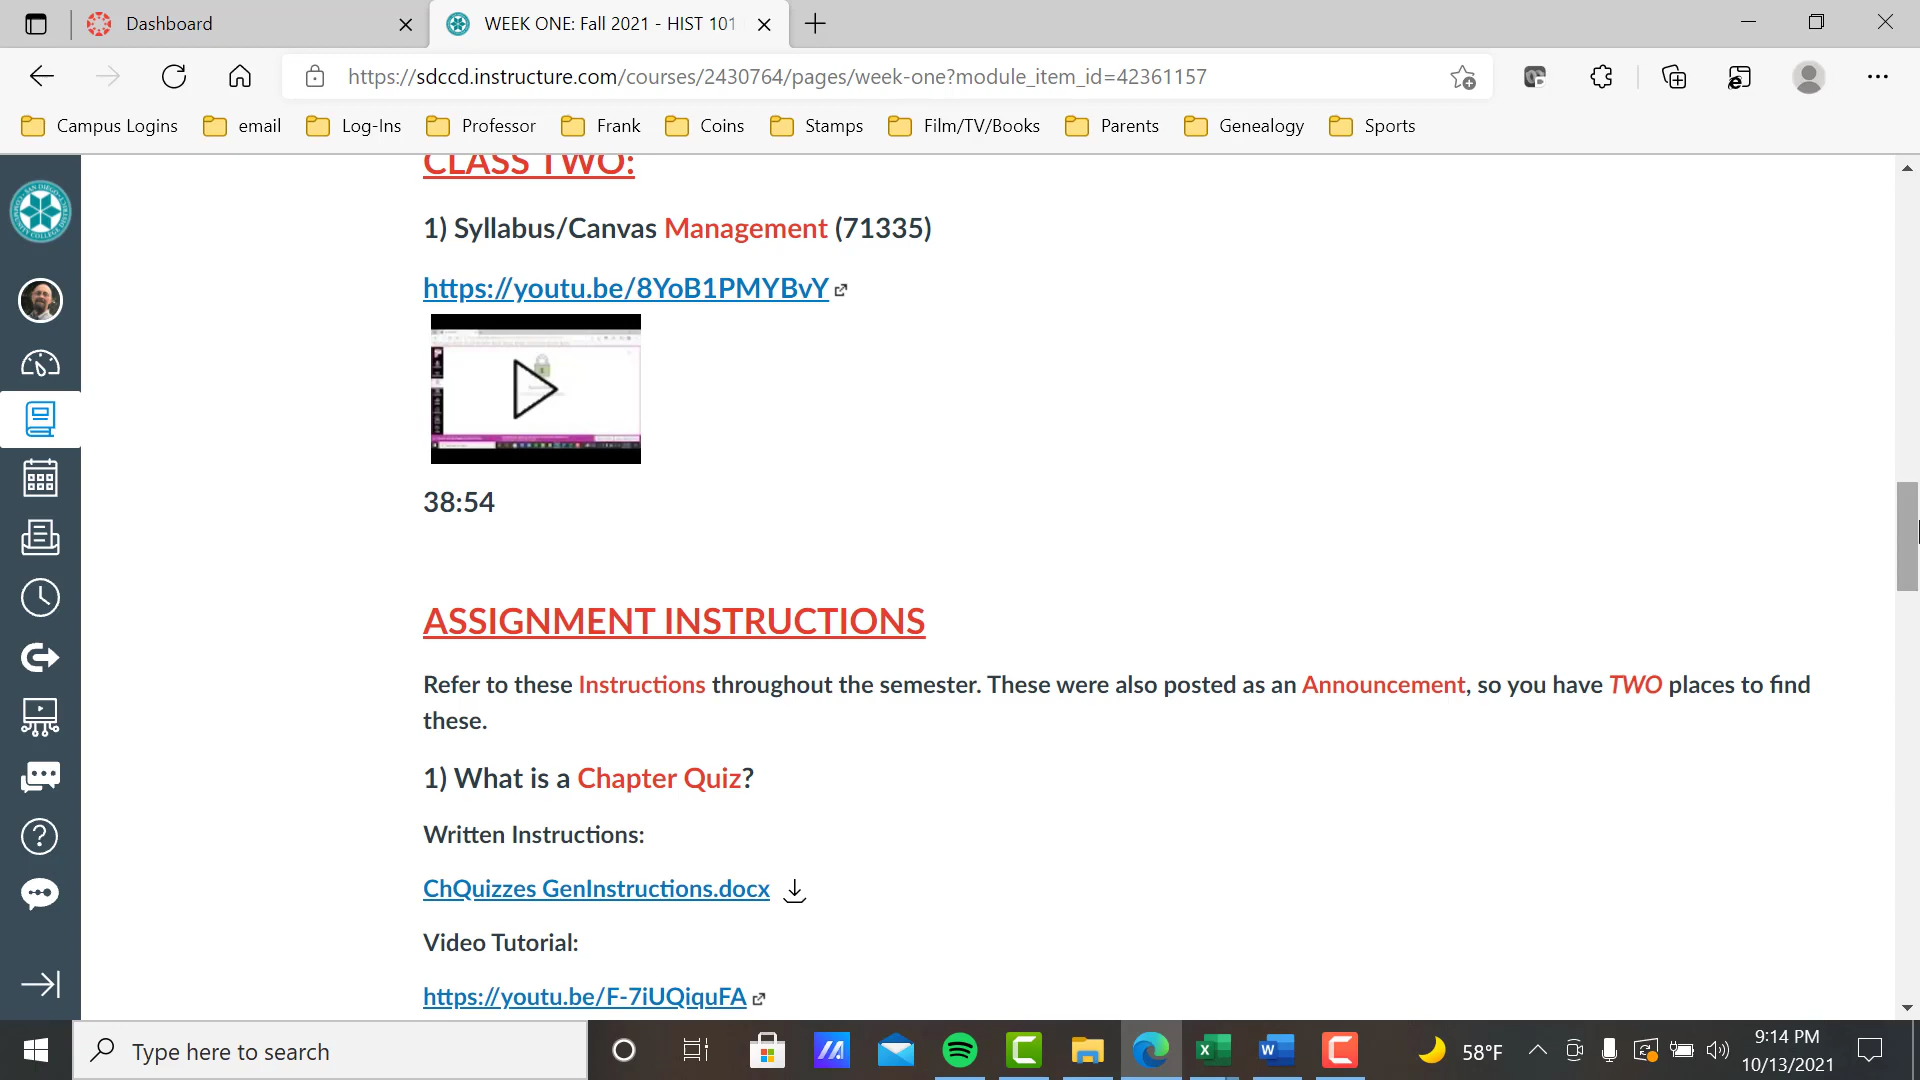 Dashboard
WEEK ONE: Fall 2021 - HIST 101
https://sdccd.instructure.com/courses/2430764/pages/week-one?module_item_id=42361157
Campus Logins
email
Log-Ins
Professor
Frank
Coins
Stamps
Film/TV/Books
Parents
Genealogy
Sports
CLASS TWO:
1) Syllabus/Canvas Management (71335)
https://youtu.be/8YoB1PMYBvY
38:54
ASSIGNMENT INSTRUCTIONS
Refer to these Instructions throughout the semester. These were also posted as an Announcement, so you have TWO places to find
these.
1) What is a Chapter Quiz?
Written Instructions:
ChQuizzes GenInstructions.docx
Video Tutorial:
https://youtu.be/F-7iUQiquFA
Type here to search
58°F
9:14 PM
10/13/2021